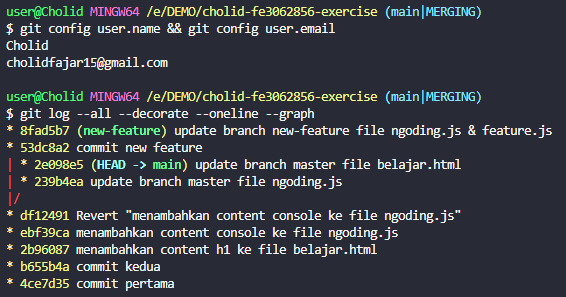 user@Cholid MINGW64 /e/DEMO/cholid-fe3062856-exercise (main|MERGING)
$ git config user.name && git config user.email
Cholid
cholidfajar15@gmail.com

user@Cholid MINGW64 /e/DEMO/cholid-fe3062856-exercise (main|MERGING)
$ git log --all --decorate --oneline --graph
* 8fad5b7 (new-feature) update branch new-feature file ngoding.js & feature.js
* 53dc8a2 commit new feature
| * 2e098e5 (HEAD -> main) update branch master file belajar.html
| * 239b4ea update branch master file ngoding.js
|/
* df12491 Revert "menambahkan content console ke file ngoding.js"
* ebf39ca menambahkan content console ke file ngoding.js
* 2b96087 menambahkan content h1 ke file belajar.html
* b655b4a commit kedua
* 4ce7d35 commit pertama